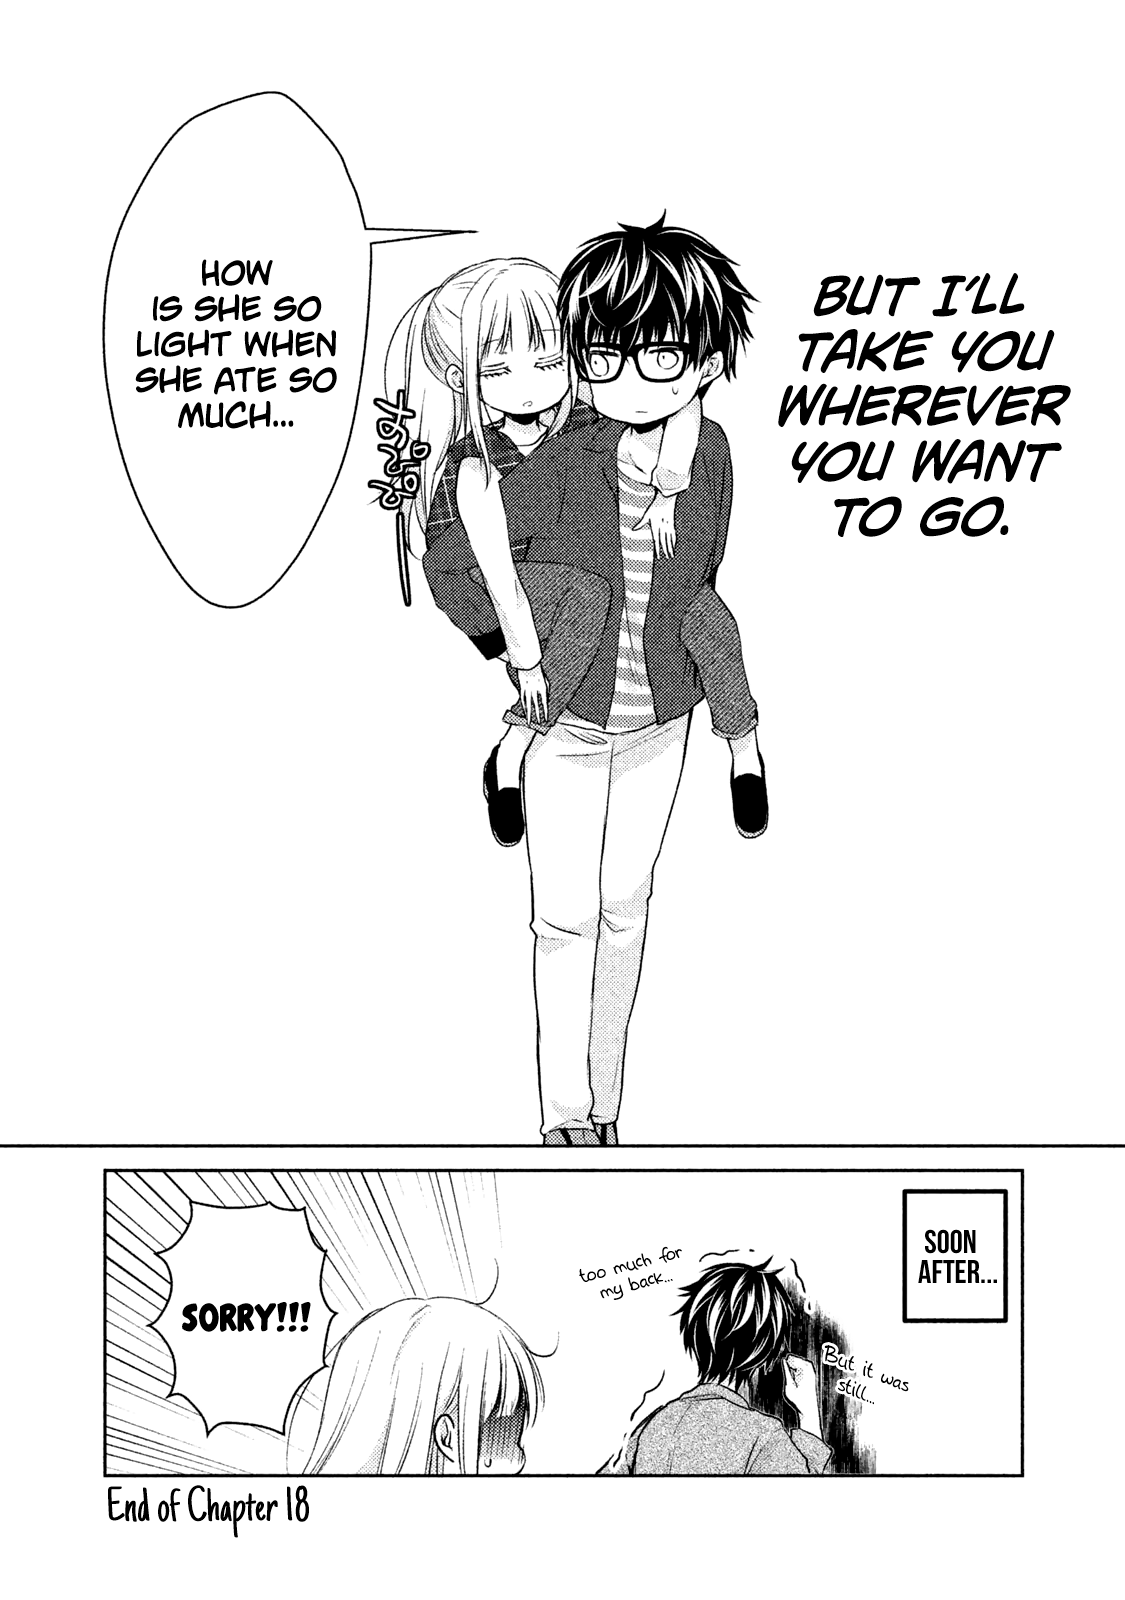 BUT I'LL
TAKE YOU
WHEREVER
YOU WANT
TO GO.
HOW
IS SHE SO
LIGHT WHEN
SHE ATE SO
MUCH...
SOON
AFTER...
But it was
still...
too much for
my back...
SORRY!!!
End of Chapter 18